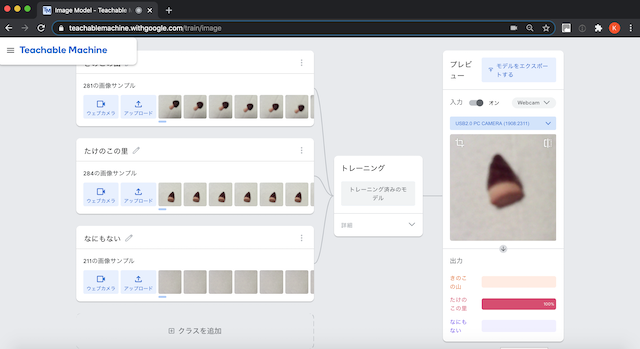 Image Model - Teachable M
teachablemachine.withgoogle.com/train/image
K
Teachable Machine
きのこの山
281の画像サンプル
ウェブカメラ
アップロード
たけのこの里
284の画像サンプル
ウェブカメラ
アップロード
なにもない
211の画像サンプル
ウェブカメラ
アップロード
クラスを追加
トレーニング
トレーニング済みのモ
デル
詳細
プレ
ビュー
モデルをエクスポー
トする
入力
オン
Webcam
USB2.0 PC CAMERA (1908:2311)
出力
きのこ
の山
たけの
この里
100%
なにも
ない